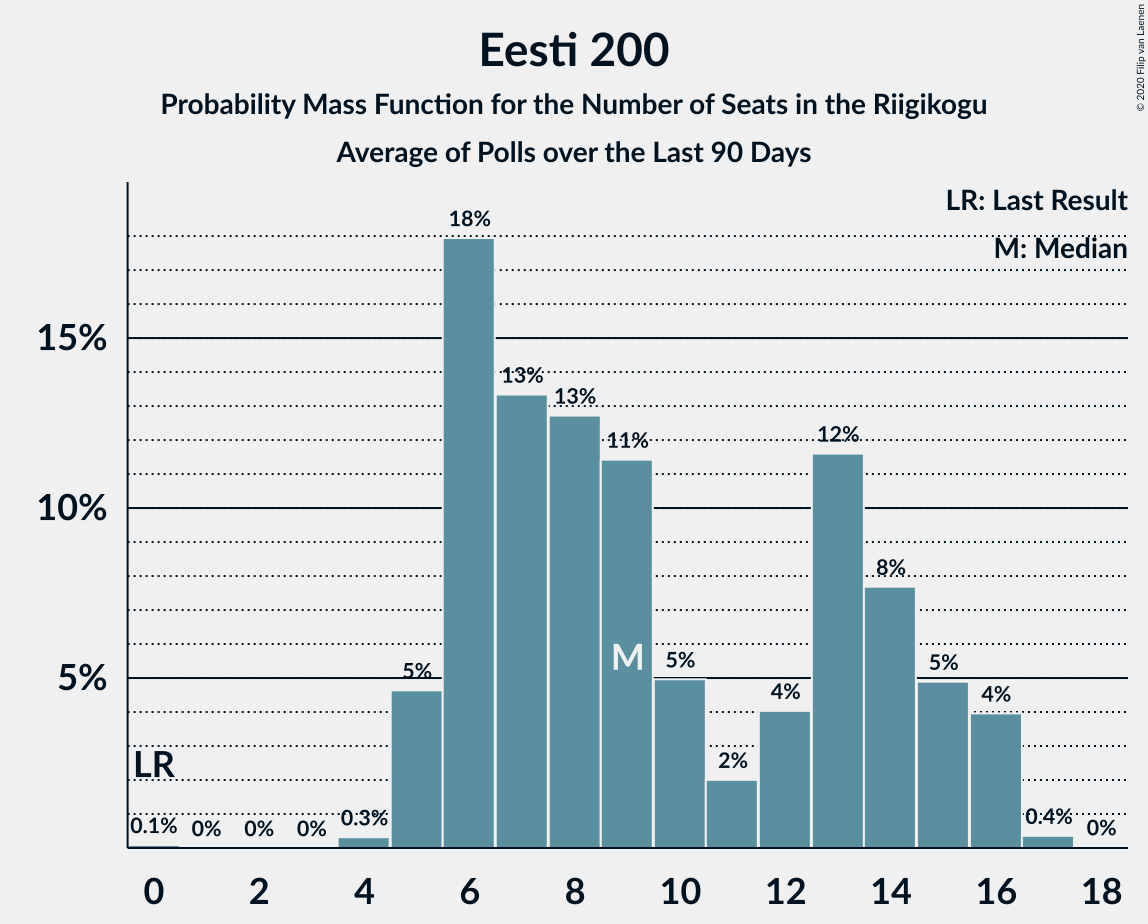 Eesti 200
Probability Mass Function for the Number of Seats in the Riigikogu
Average of Polls over the Last 90 Days
© 2020 Filip van Laenen
LR: Last Result
M: Median
18%
15%
13%
13%
12%
11%
10%
8%
5%
5%
5%
5%
4%
4%
M
2%
LR
0.1%
0%
0%
0%
0.3%
0.4%
0%
0 2 4 6 8 10 12 14 16 18